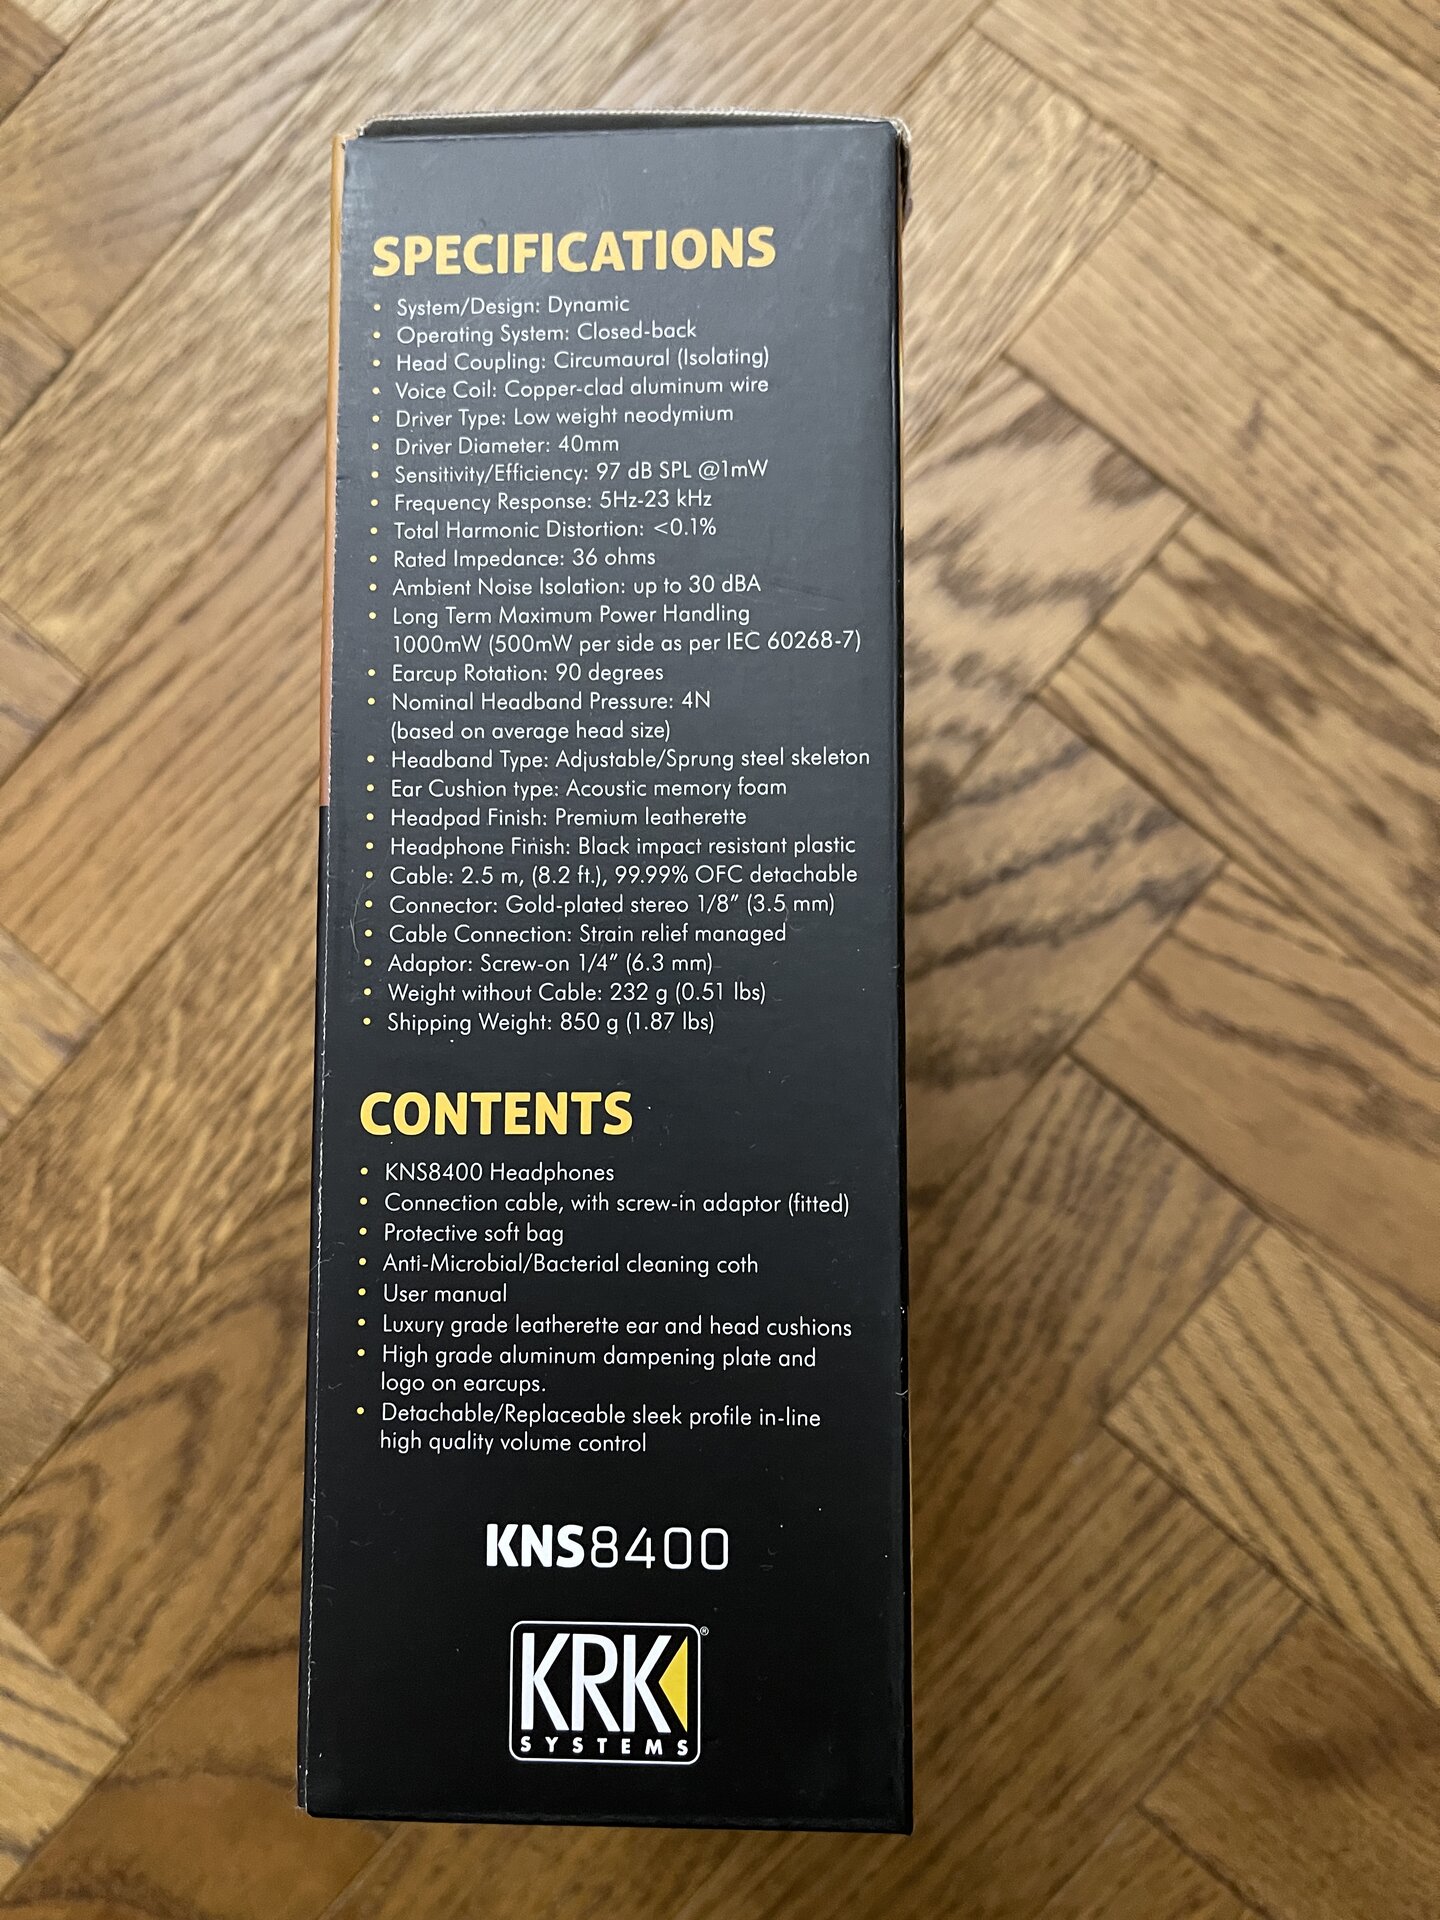 SPECIFICATIONS
• System/Design: Dynamic
• Operating System: Closed-back
• Head Coupling: Circumaural (Isolating)
• Voice Coil: Copper-clad aluminum wire
• Driver Type: Low weight neodymium
• Driver Diameter: 40mm
• Sensitivity/Efficiency: 97 dB SPL @1mW
• Frequency Response: 5Hz-23 kHz
• Total Harmonic Distortion: <0.1%
• Rated Impedance: 36 ohms
• Ambient Noise Isolation: up to 30 dBA
• Long Term Maximum Power Handling
1000mW (500mW per side as per IEC 60268-7)
• Earcup Rotation: 90 degrees
• Nominal Headband Pressure: 4N
(based on average head size)
• Headband Type: Adjustable/Sprung steel skeleton
• Ear Cushion type: Acoustic memory foam
• Headpad Finish: Premium leatherette
• Headphone Finish: Black impact resistant plastic
• Cable: 2.5 m, (8.2 ft.), 99.99% OFC detachable
• Connector: Gold-plated stereo 1/8” (3.5 mm)
• Cable Connection: Strain relief managed
• Adaptor: Screw-on 1/4” (6.3 mm)
• Weight without Cable: 232 g (0.51 lbs)
• Shipping Weight: 850 g (1.87 lbs)
CONTENTS
• KNS8400 Headphones
• Connection cable, with screw-in adaptor (fitted)
• Protective soft bag
• Anti-Microbial/Bacterial cleaning coth
• User manual
• Luxury grade leatherette ear and head cushions
• High grade aluminum dampening plate and
logo on earcups.
• Detachable/Replaceable sleek profile in-line
high quality volume control
KNS8400
KRK®
SYSTEMS